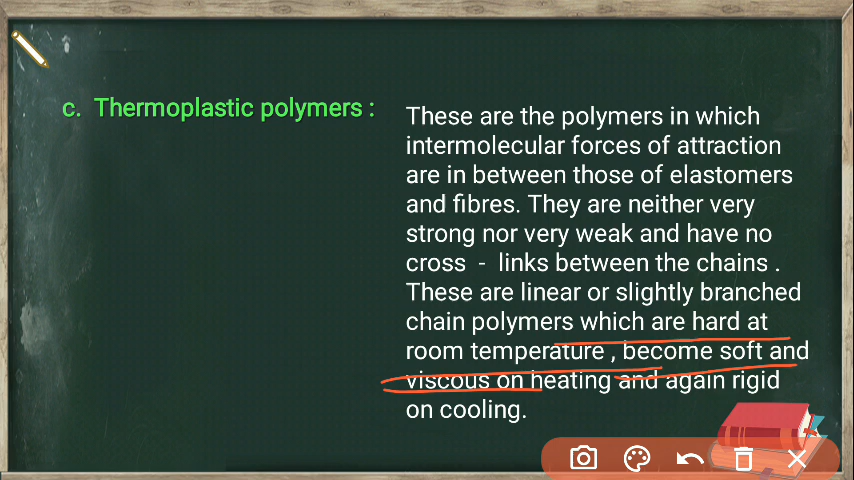 c. Thermoplastic polymers :
These are the polymers in which
intermolecular forces of attraction
are in between those of elastomers
and fibres. They are neither very
strong nor very weak and have no
cross - links between the chains .
These are linear or slightly branched
chain polymers which are hard at
room temperature , become soft and
viscous on heating and again rigid
on cooling.